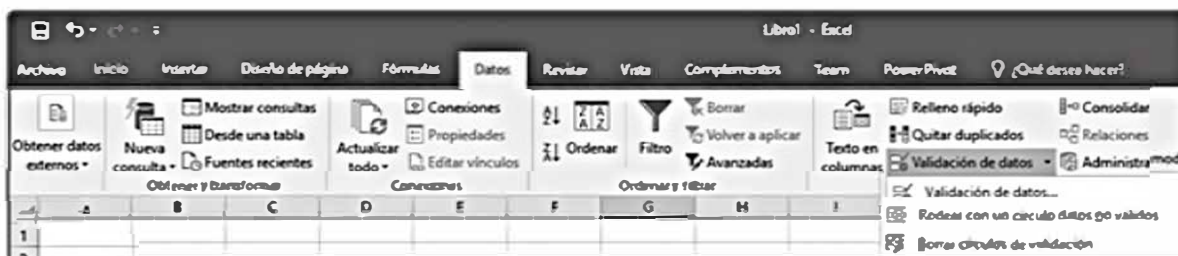 Libro1 - Excel
Archivo Inicio Insertar Diseño de página Fórmulas Datos Revisar Vista Complementos Team Power Pivot ¿Qué desea hacer?
Mostrar consultas Conexiones Borrar Relleno rápido Consolidar
Desde una tabla Propiedades Volver a aplicar Quitar duplicados Relaciones
Fuentes recientes Editar vínculos Avanzadas Validación de datos Administrar mod
Obtener datos externos
Nueva consulta
Actualizar todo
Ordenar
Filtro
Texto en columnas
Obtener y transformar Conexiones Ordenar y filtrar
Validación de datos...
Rodear con un círculo datos no válidos
Borrar círculos de validación
A B C D E F G H I
1